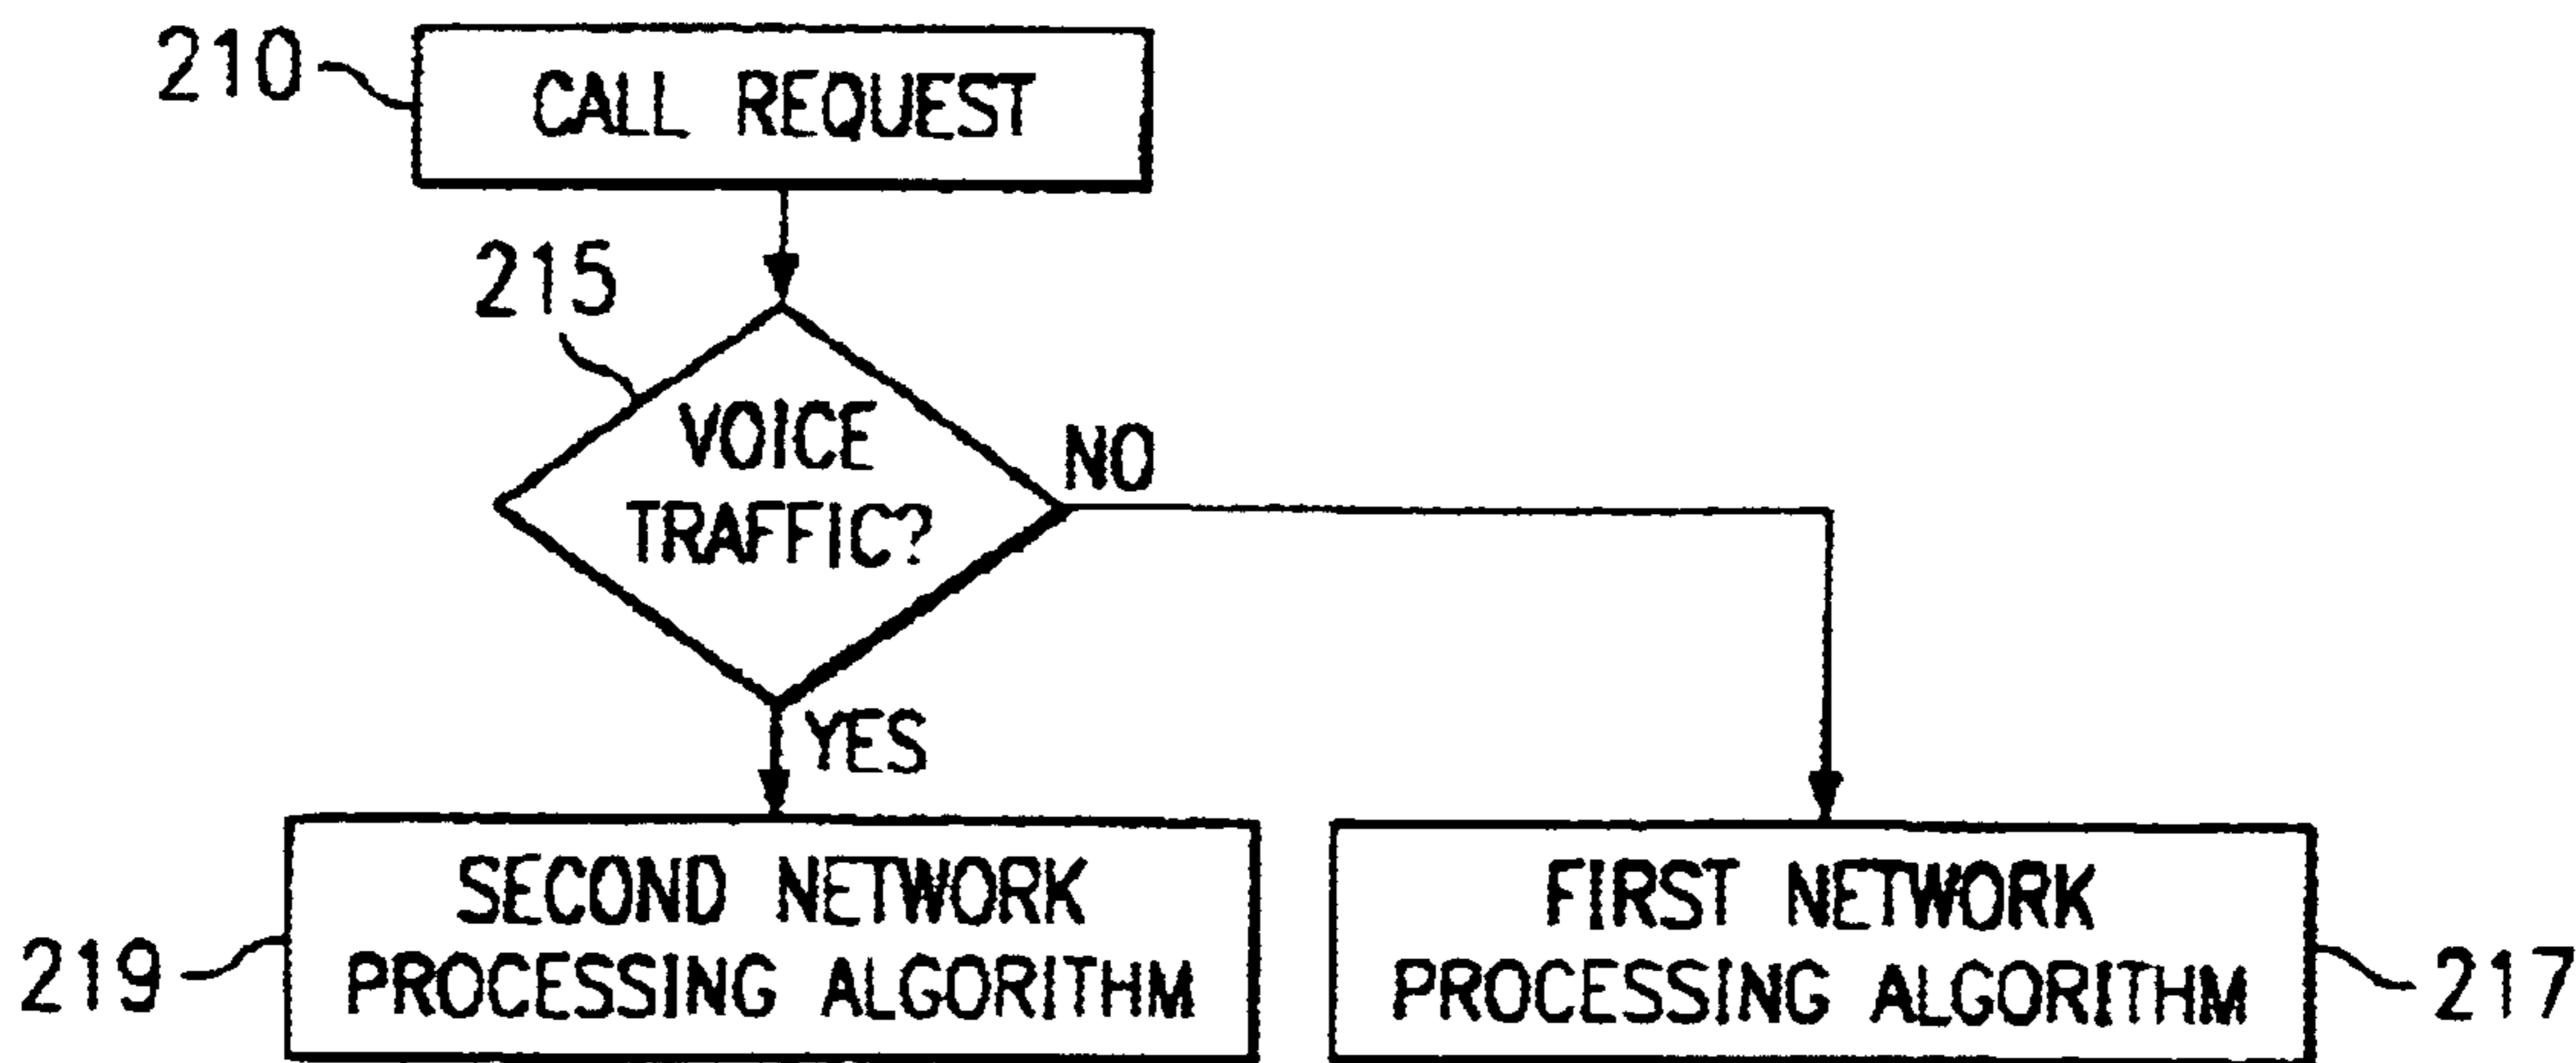 210
CALL REQUEST
215
VOICE
TRAFFIC?
NO
YES
SECOND NETWORK
PROCESSING ALGORITHM
219
FIRST NETWORK
PROCESSING ALGORITHM
217